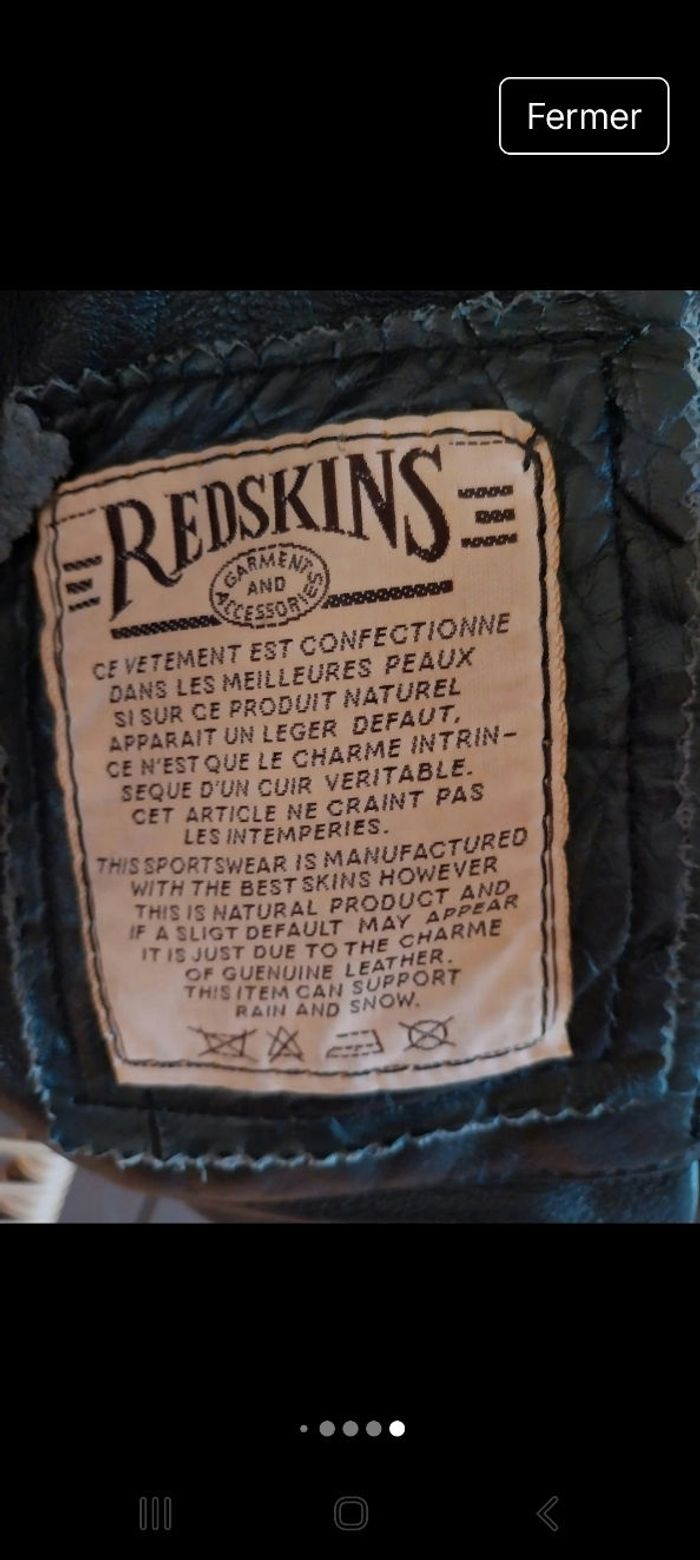 Fermer
REDSKINS
GARMENTS
AND
ACCESSORIES
CE VETEMENT EST CONFECTIONNE
DANS LES MEILLEURES PEAUX
SI SUR CE PRODUIT NATUREL
APPARAIT UN LEGER DEFAUT,
CE N'EST QUE LE CHARME INTRIN-
SEQUE D'UN CUIR VERITABLE.
CET ARTICLE NE CRAINT PAS
LES INTEMPERIES.
THIS SPORTSWEAR IS MANUFACTURED
WITH THE BEST SKINS HOWEVER
THIS IS NATURAL PRODUCT AND
IF A SLIGT DEFAULT MAY APPEAR
IT IS JUST DUE TO THE CHARME
OF GUENUINE LEATHER.
THIS ITEM CAN SUPPORT
RAIN AND SNOW.